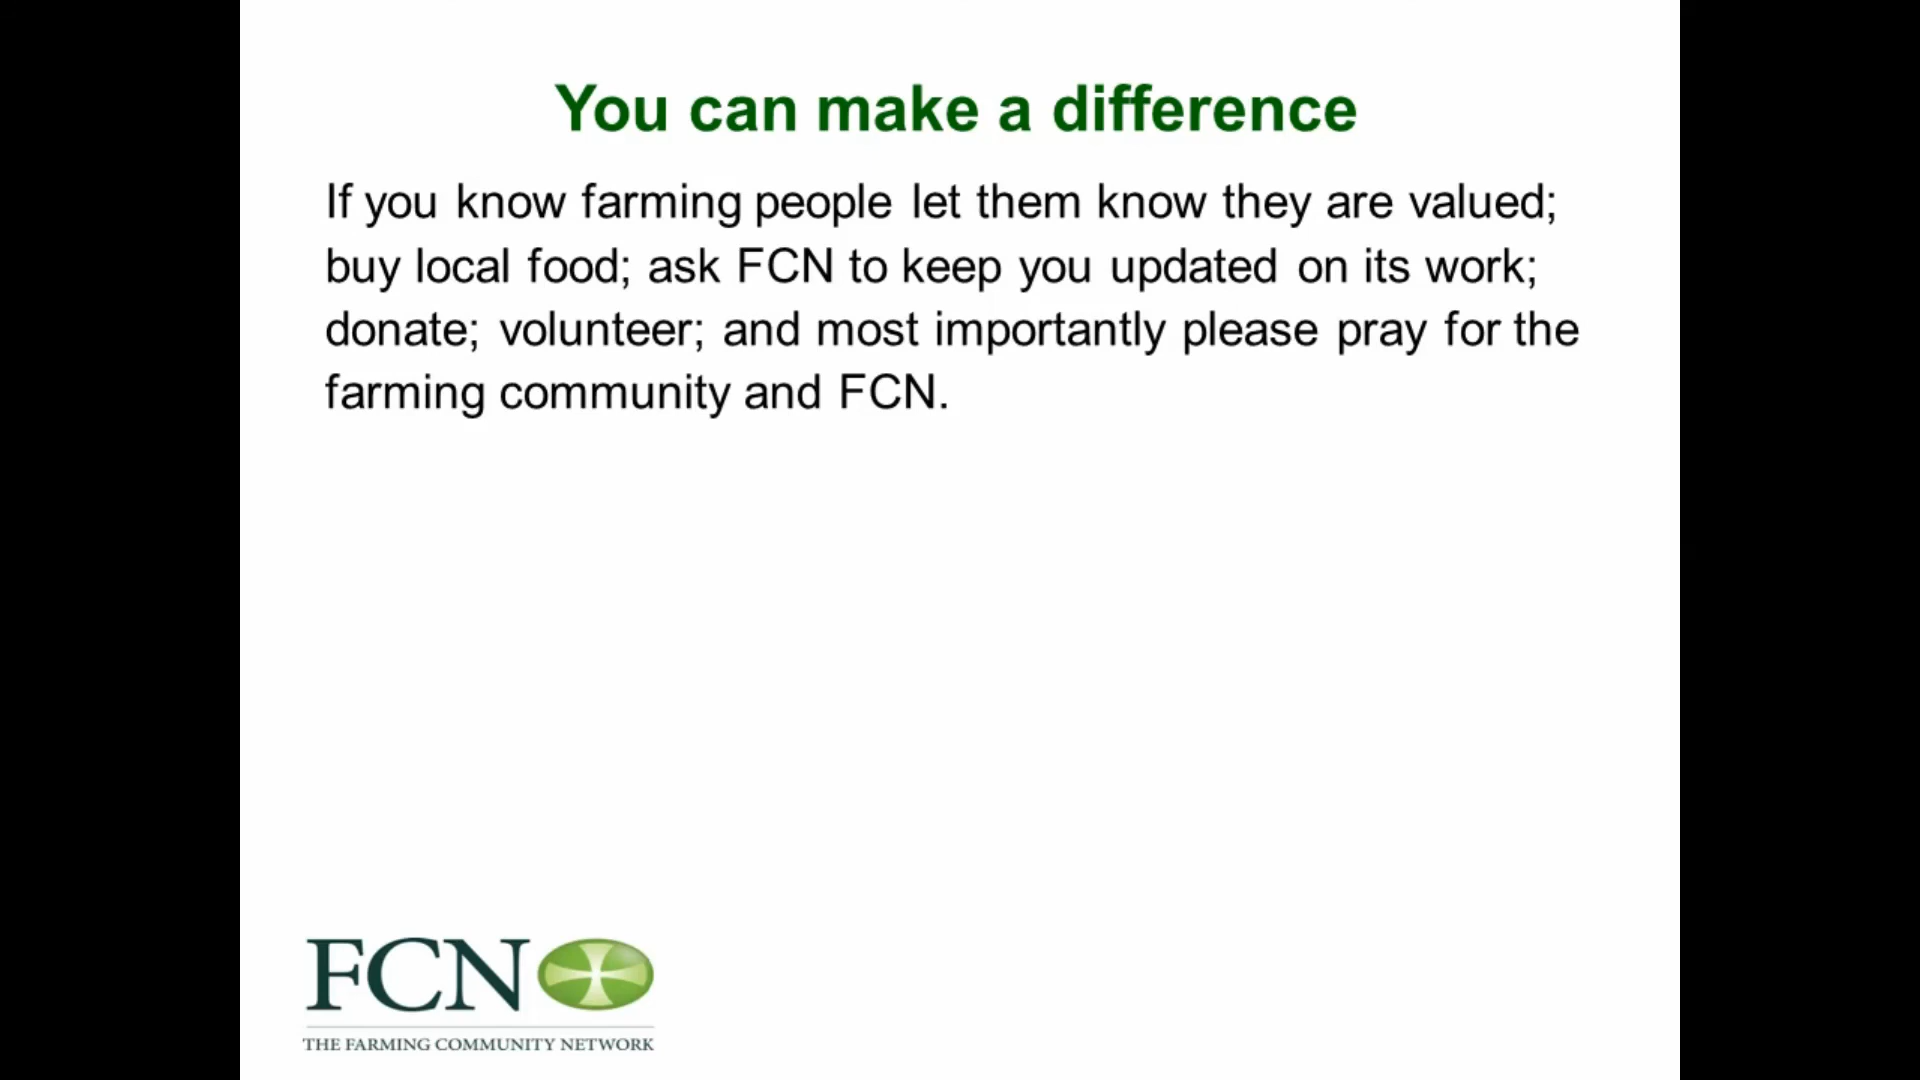 You can make a difference
If you know farming people let them know they are valued;
buy local food; ask FCN to keep you updated on its work;
donate; volunteer; and most importantly please pray for the
farming community and FCN.
FCN
THE FARMING COMMUNITY NETWORK